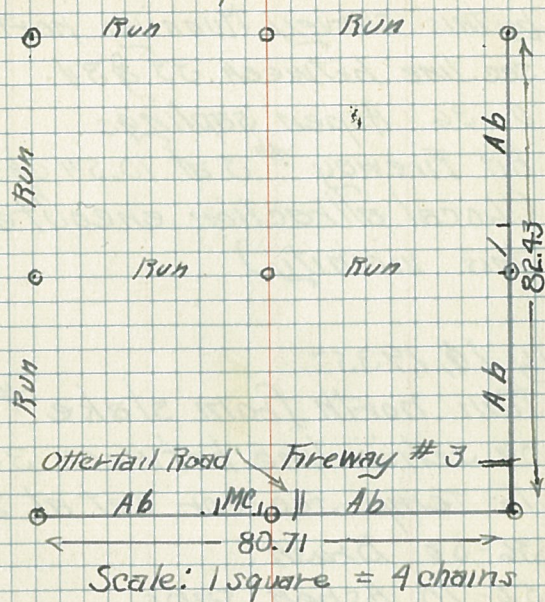 Run Run
Ab
Run
82.43
Run Run
Run
Ab
Ottertail Road Fireway # 3
Ab MC Ab
80.71
Scale: 1 square = 4 chains